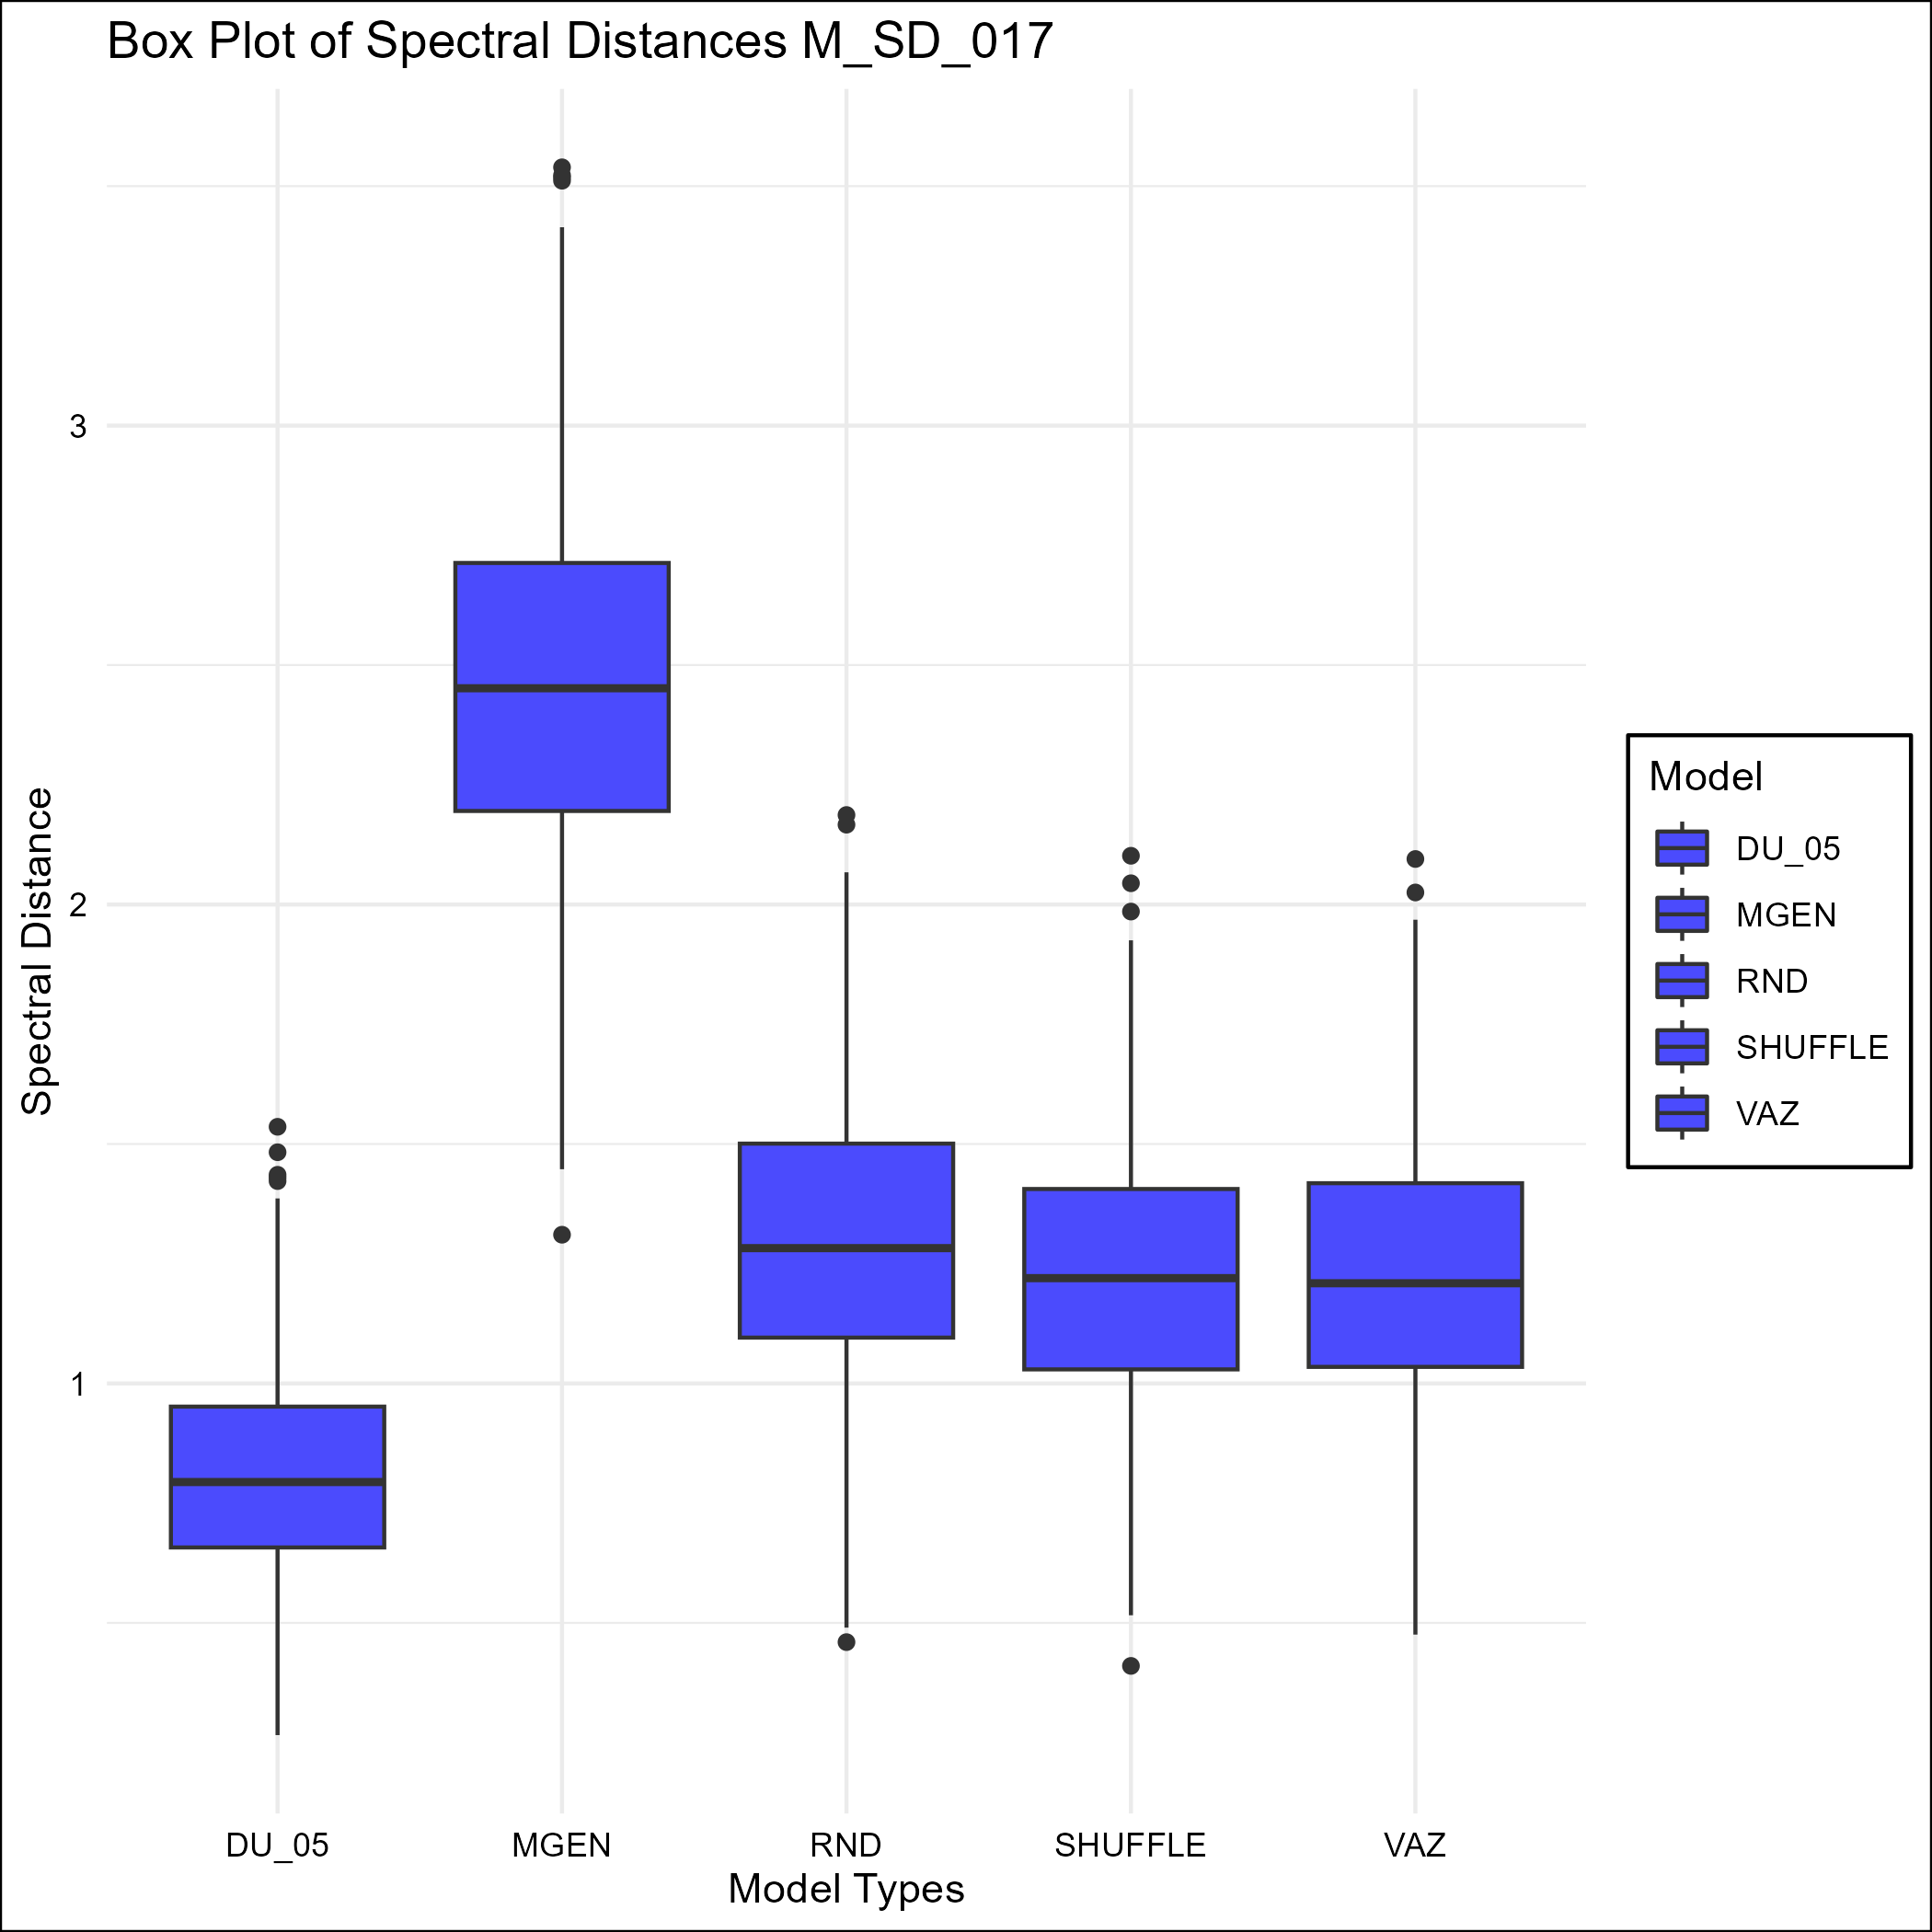 Box Plot of Spectral Distances M_SD_017
Spectral Distance
3
2
1
DU_05
MGEN
RND
SHUFFLE
VAZ
Model Types
Model
DU_05
MGEN
RND
SHUFFLE
VAZ